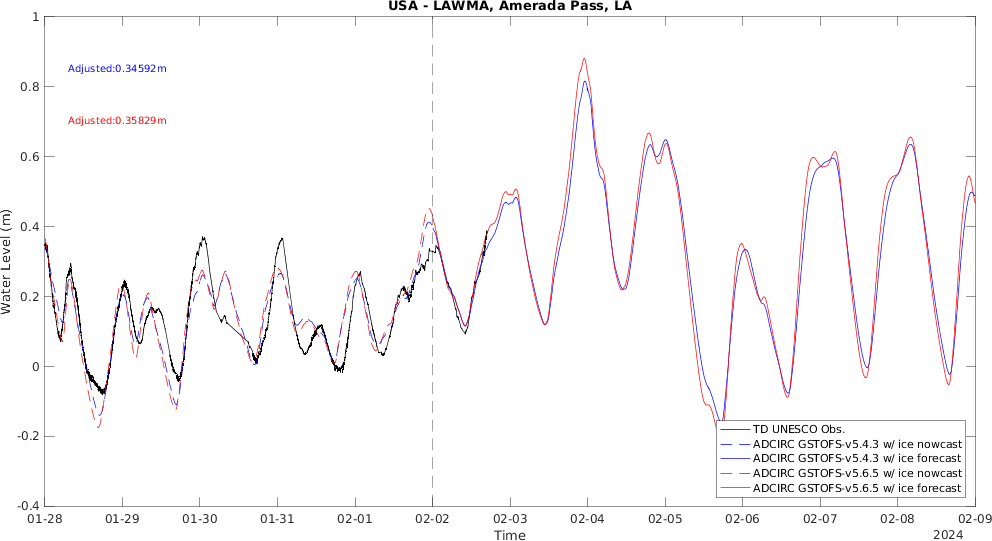 USA - LAWMA, Amerada Pass, LA
1
0.8
0.6
0.4
0.2
0
-0.2
-0.4
Water Level (m)
Adjusted:0.34592m
Adjusted:0.35829m
TD UNESCO Obs.
ADCIRC GSTOFS-v5.4.3 w/ ice nowcast
ADCIRC GSTOFS-v5.4.3 w/ ice forecast
ADCIRC GSTOFS-v5.6.5 w/ ice nowcast
ADCIRC GSTOFS-v5.6.5 w/ ice forecast
01-28 01-29 01-30 01-31 02-01 02-02 02-03 02-04 02-05 02-06 02-07 02-08 02-09
Time
2024